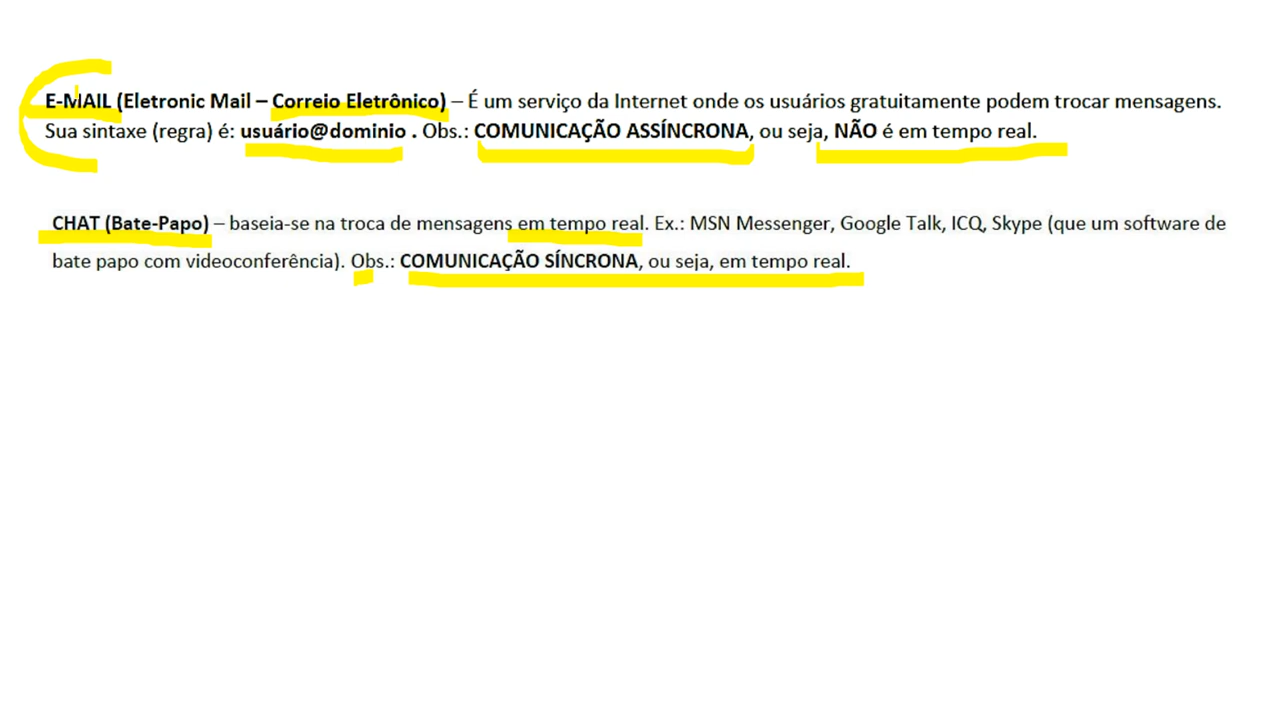 E-MAIL (Eletronic Mail – Correio Eletrônico) – É um serviço da Internet onde os usuários gratuitamente podem trocar mensagens.
Sua sintaxe (regra) é: usuário@dominio . Obs.: COMUNICAÇÃO ASSÍNCRONA, ou seja, NÃO é em tempo real.
CHAT (Bate-Papo) – baseia-se na troca de mensagens em tempo real. Ex.: MSN Messenger, Google Talk, ICQ, Skype (que um software de
bate papo com videoconferência). Obs.: COMUNICAÇÃO SÍNCRONA, ou seja, em tempo real.